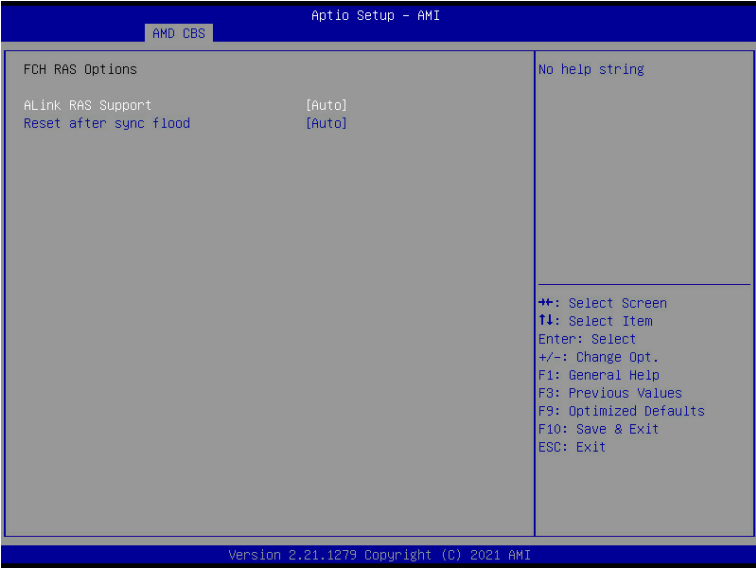 Aptio Setup – AMI
AMD CBS
FCH RAS Options
ALink RAS Support [Auto]
Reset after sync flood [Auto]
No help string
→←: Select Screen
↑↓: Select Item
Enter: Select
+/-: Change Opt.
F1: General Help
F3: Previous Values
F9: Optimized Defaults
F10: Save & Exit
ESC: Exit
Version 2.21.1279 Copyright (C) 2021 AMI